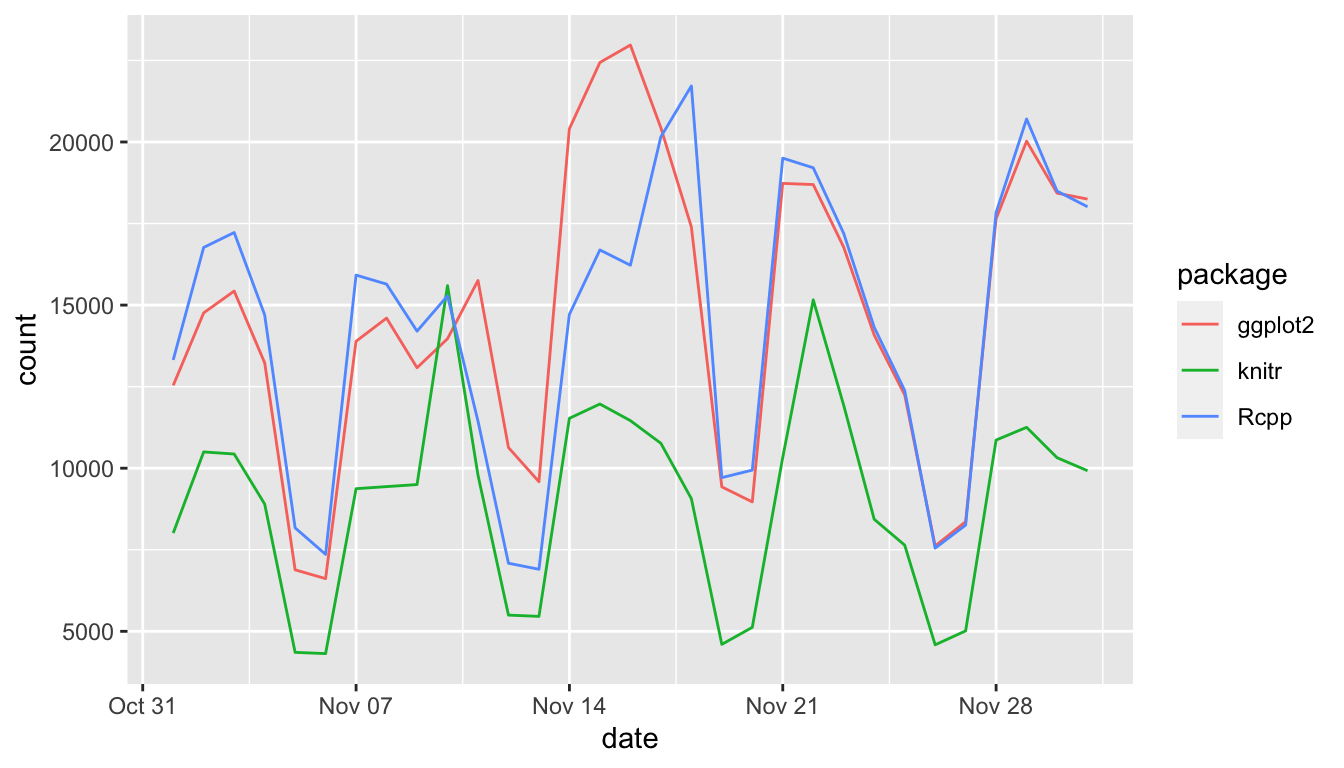 count
20000
15000
10000
5000
Oct 31
Nov 07
Nov 14
Nov 21
Nov 28
date
package
ggplot2
knitr
Rcpp